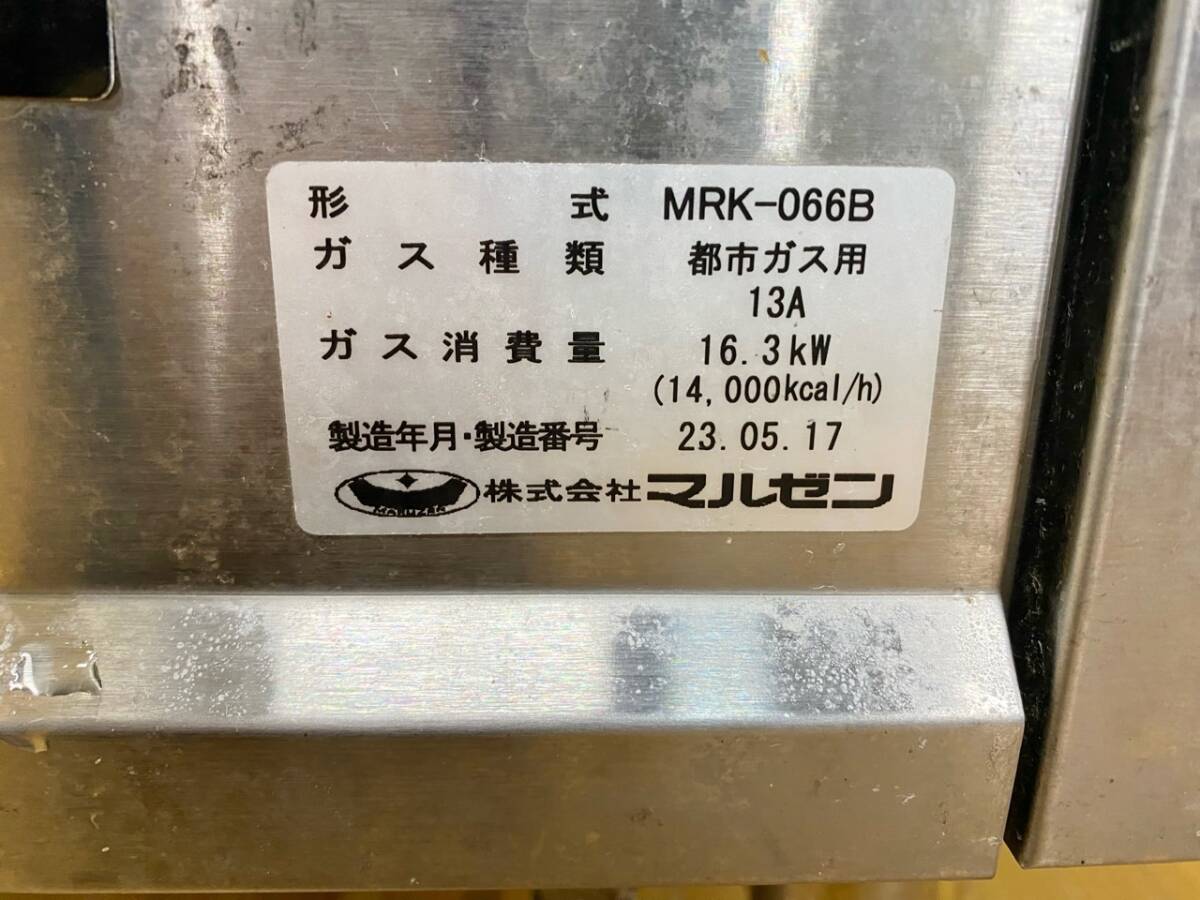 形式 MRK-066B
ガス種類 都市ガス用
13A
ガス消費量 16.3kW
(14,000kcal/h)
製造年月・製造番号 23.05.17
MARUZEN 株式会社マルゼン